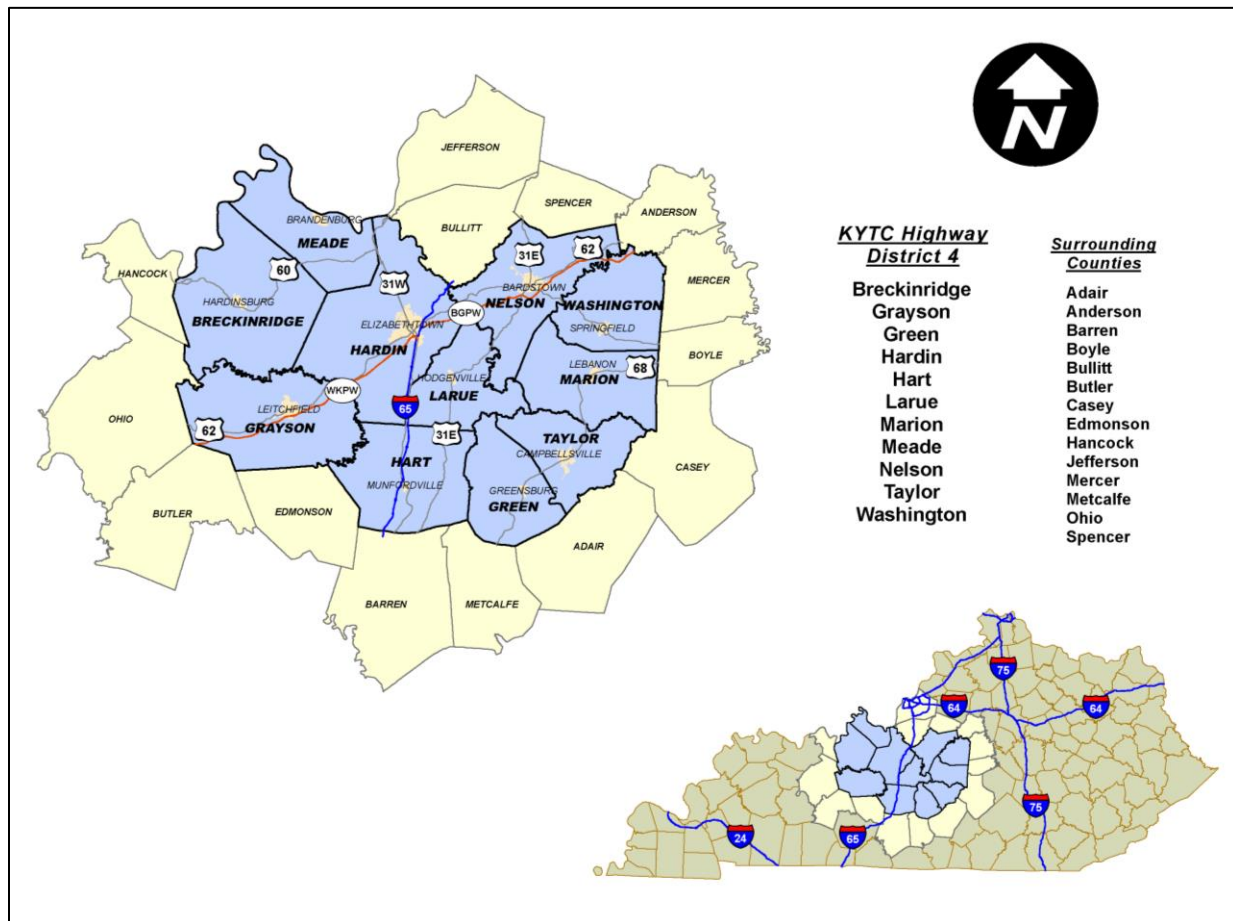 N
JEFFERSON
SPENCER
ANDERSON
BRANDENBURG
MEADE
BULLITT
HANCOCK
60
31W
31E
62
MERCER
BARDSTOWN
NELSON
WASHINGTON
HARDINSBURG
BRECKINRIDGE
ELIZABETHTOWN
BGPW
SPRINGFIELD
HARDIN
BOYLE
LEBANON
68
HODGENVILLE
MARION
WKPW
LARUE
OHIO
LEITCHFIELD
GRAYSON
65
62
31E
TAYLOR
HART
CAMPBELLSVILLE
CASEY
MUNFORDVILLE
GREENSBURG
GREEN
BUTLER
EDMONSON
ADAIR
BARREN
METCALFE
KYTC Highway
District 4
Breckinridge
Grayson
Green
Hardin
Hart
Larue
Marion
Meade
Nelson
Taylor
Washington
Surrounding
Counties
Adair
Anderson
Barren
Boyle
Bullitt
Butler
Casey
Edmonson
Hancock
Jefferson
Mercer
Metcalfe
Ohio
Spencer
75
64
64
75
24
65